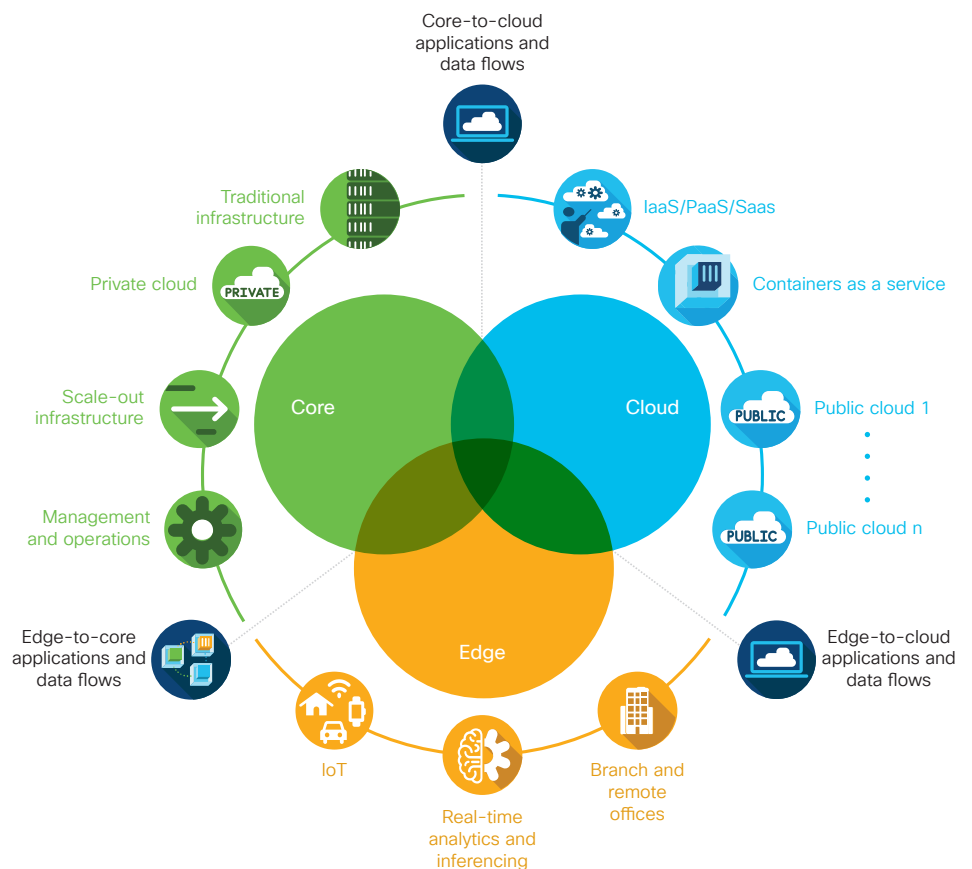 Core-to-cloud
applications and
data flows
Traditional
infrastructure
IaaS/PaaS/Saas
Private cloud
PRIVATE
Containers as a service
Scale-out
infrastructure
Core
Cloud
PUBLIC
Public cloud 1
Management
and operations
PUBLIC
Public cloud n
Edge-to-core
applications and
data flows
Edge
Edge-to-cloud
applications and
data flows
IoT
Real-time
analytics and
inferencing
Branch and
remote
offices